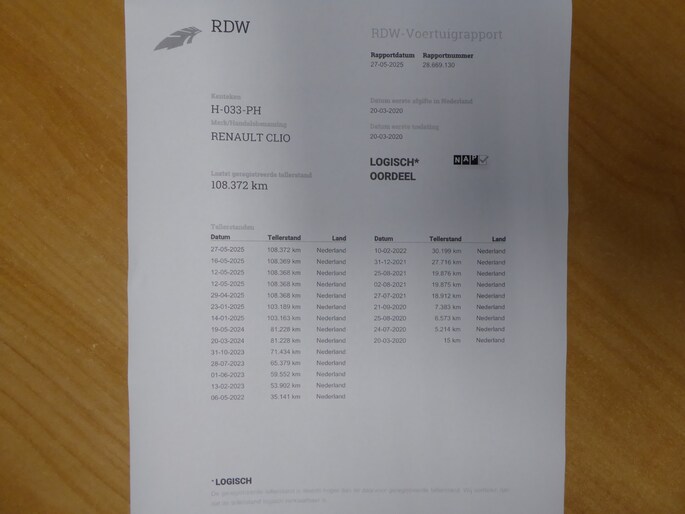 RDW
RDW-Voertuigrapport
Rapportdatum Rapportnummer
27-05-2025 28.669.130
Kenteken
H-033-PH
Merk/Handelsbenaming
RENAULT CLIO
Datum eerste afgifte in Nederland
20-03-2020
Datum eerste toelating
20-03-2020
LOGISCH*
OORDEEL
NAP
Laatst geregistreerde tellerstand
108.372 km
Tellerstanden
Datum Tellerstand Land
27-05-2025 108.372 km Nederland
16-05-2025 108.369 km Nederland
12-05-2025 108.368 km Nederland
12-05-2025 108.368 km Nederland
29-04-2025 108.368 km Nederland
23-01-2025 103.189 km Nederland
14-01-2025 103.163 km Nederland
19-05-2024 81.228 km Nederland
20-03-2024 81.228 km Nederland
31-10-2023 71.434 km Nederland
28-07-2023 65.379 km Nederland
01-06-2023 59.552 km Nederland
13-02-2023 53.802 km Nederland
06-05-2022 35.141 km Nederland
Datum Tellerstand Land
10-02-2022 30.188 km Nederland
31-12-2021 27.716 km Nederland
25-08-2021 19.876 km Nederland
02-08-2021 19.875 km Nederland
27-07-2021 18.912 km Nederland
21-09-2020 7.383 km Nederland
25-08-2020 6.573 km Nederland
24-07-2020 5.214 km Nederland
20-03-2020 15 km Nederland
* LOGISCH